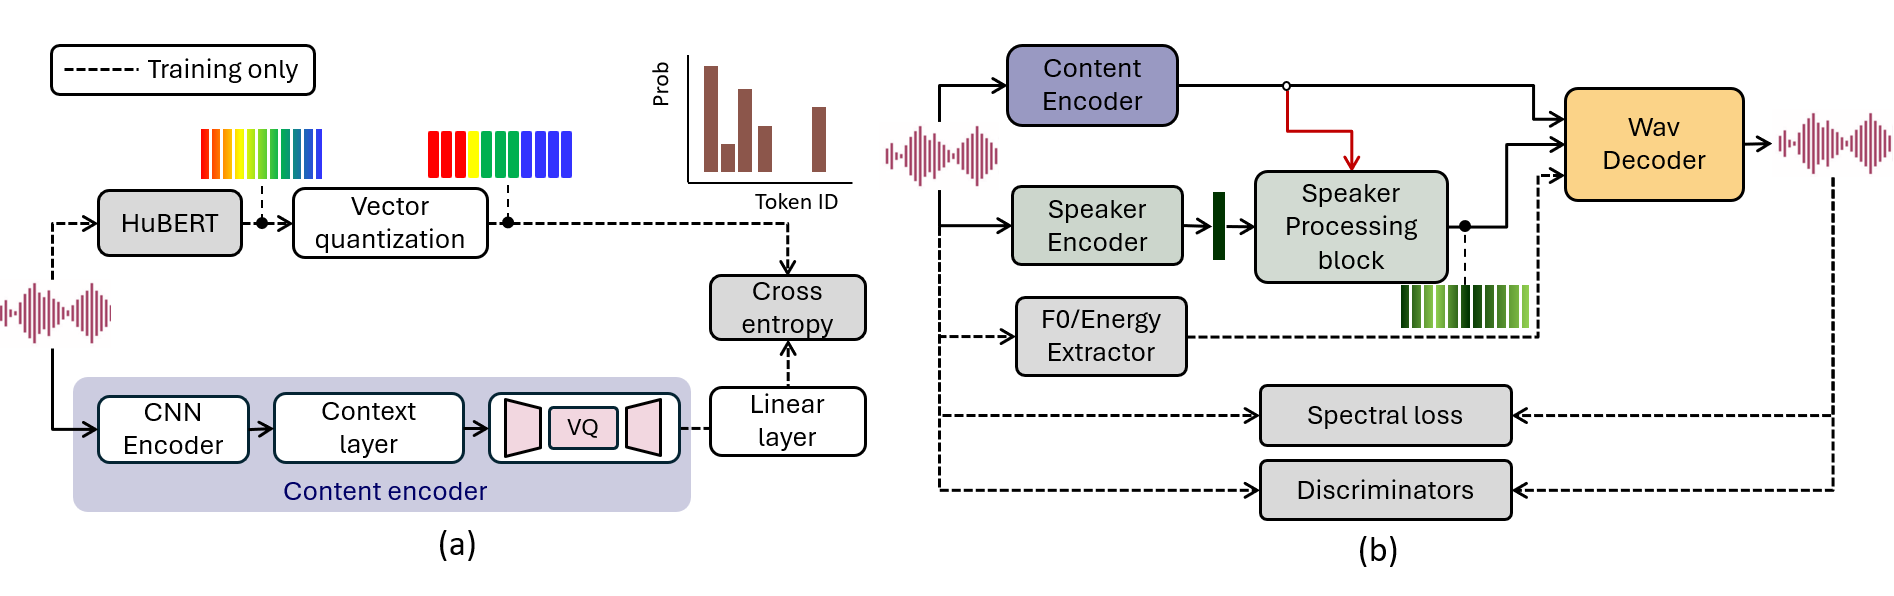 Training only
HuBERT
Vector
quantization
Prob
Token ID
Cross
entropy
CNN
Encoder
Context
layer
VQ
Linear
layer
Content encoder
(a)
Content
Encoder
Speaker
Encoder
Speaker
Processing
block
Wav
Decoder
F0/Energy
Extractor
Spectral loss
Discriminators
(b)